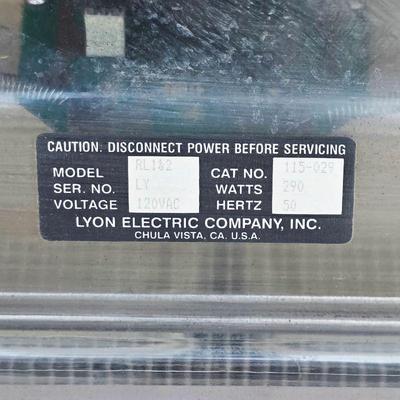 CAUTION: DISCONNECT POWER BEFORE SERVICING
MODEL RL1&2 CAT NO. 115-029
SER. NO. LY WATTS 290
VOLTAGE 120VAC HERTZ 50
LYON ELECTRIC COMPANY, INC.
CHULA VISTA, CA. U.S.A.